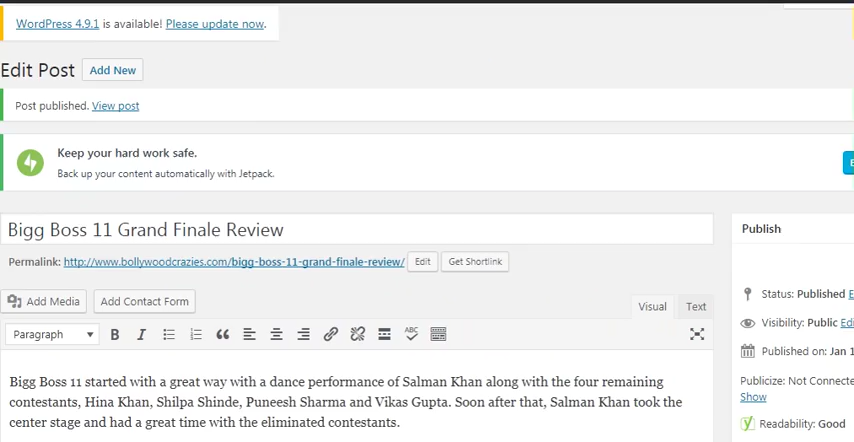 WordPress 4.9.1 is available! Please update now.
Edit Post Add New
Post published. View post
Keep your hard work safe.
Back up your content automatically with Jetpack.
Bigg Boss 11 Grand Finale Review
Publish
Permalink: http://www.bollywoodcrazies.com/bigg-boss-11-grand-finale-review/ Edit Get Shortlink
Add Media Add Contact Form
Visual Text
Status: Published
Paragraph B I ABC
Visibility: Public
Published on: Jan 1
Bigg Boss 11 started with a great way with a dance performance of Salman Khan along with the four remaining
contestants, Hina Khan, Shilpa Shinde, Puneesh Sharma and Vikas Gupta. Soon after that, Salman Khan took the
center stage and had a great time with the eliminated contestants.
Publicize: Not Connecte
Show
Readability: Good